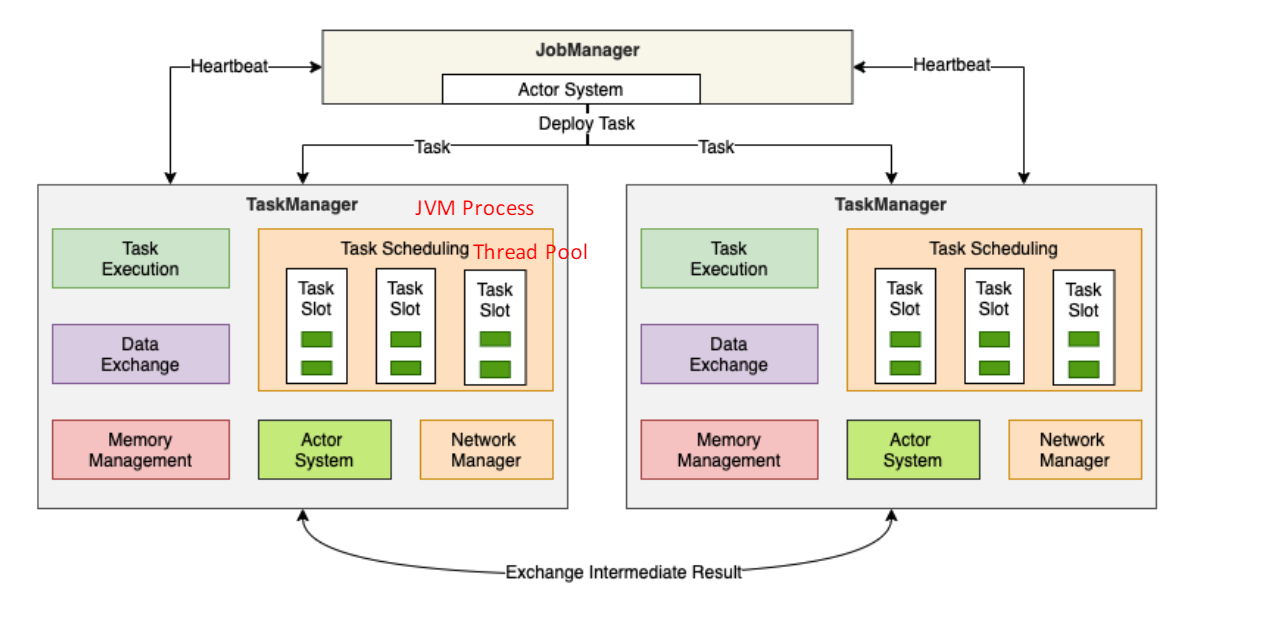 JobManager
Heartbeat
Heartbeat
Actor System
Deploy Task
Task
Task
TaskManager
JVM Process
Task
Execution
Task Scheduling
Thread Pool
Task
Slot
Task
Slot
Task
Slot
Data
Exchange
Memory
Management
Actor
System
Network
Manager
TaskManager
Task
Execution
Task Scheduling
Task
Slot
Task
Slot
Task
Slot
Data
Exchange
Memory
Management
Actor
System
Network
Manager
Exchange Intermediate Result